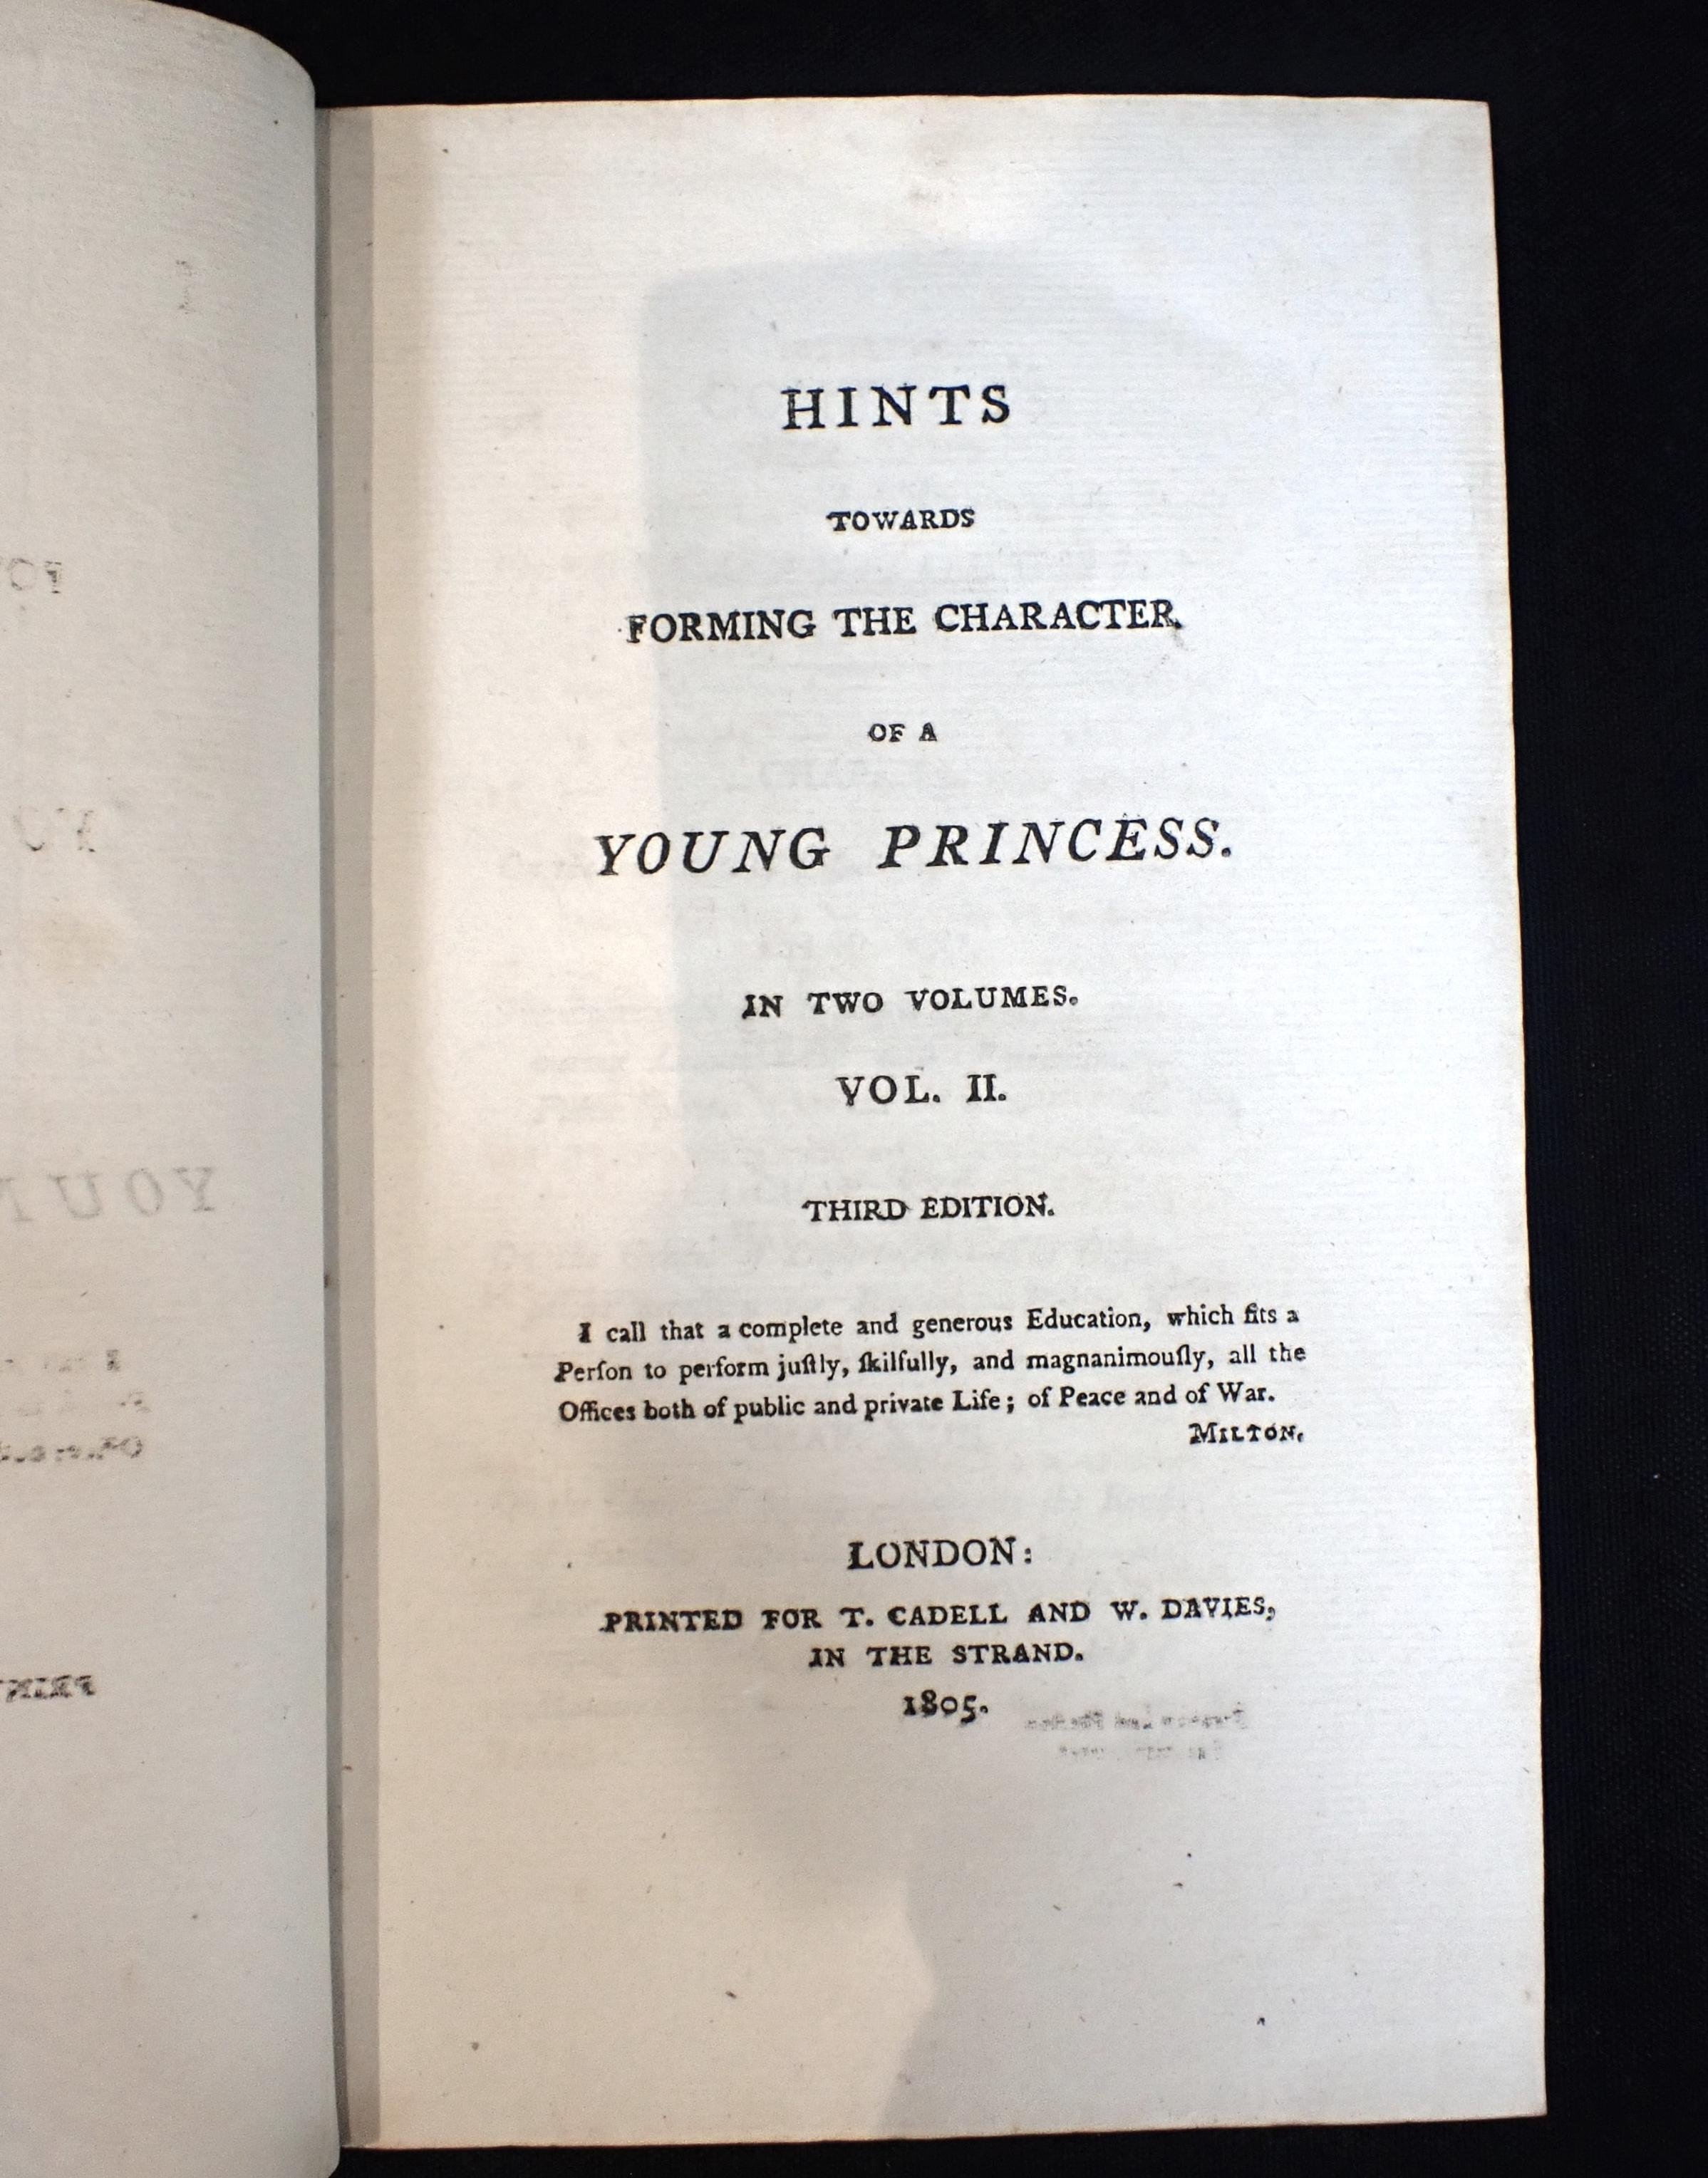 HINTS
TOWARDS
FORMING THE CHARACTER
OF A
YOUNG PRINCESS.
IN TWO VOLUMES.
VOL. II.
THIRD EDITION.
I call that a complete and generous Education, which fits a
Perſon to perform juſtly, ſkilfully, and magnanimouſly, all the
Offices both of public and private Life; of Peace and of War.
MILTON.
LONDON:
PRINTED FOR T. CADELL AND W. DAVIES,
IN THE STRAND.
1805.